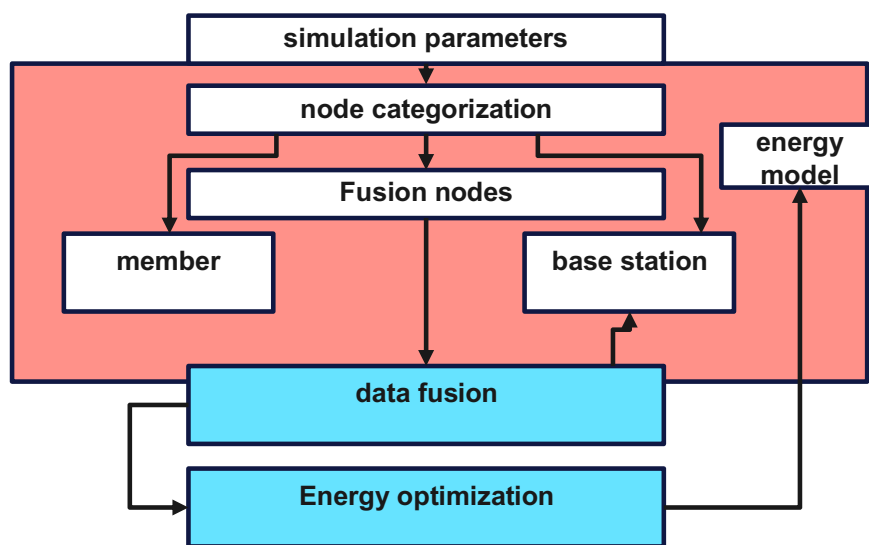 simulation parameters
node categorization
energy
model
Fusion nodes
member
base station
data fusion
Energy optimization